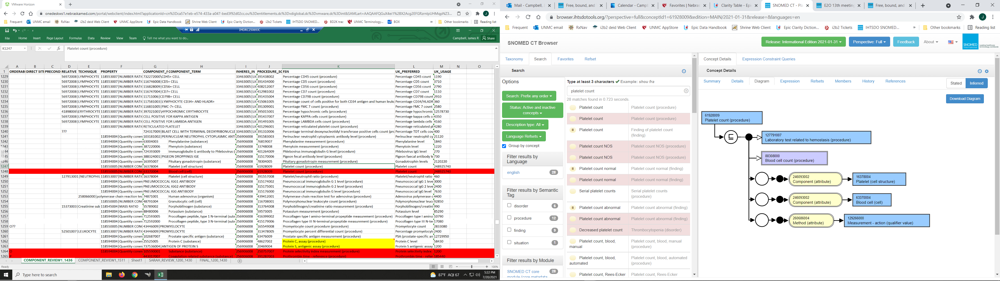 VMware Horizon
onedeskws1.nebraskamed.com/portal/webclient/index.html?applicationId=cn%3Dca57e1eb-e574-433a-a047-bed3f92d02cc,ou%3Dentitlements,dc%3Dvdiglobal,dc%3Dvmware,dc%3Dint&SAMLart=AAQAAFQGuX4ei1%2BX2Acg2EFGRzrnIpUHMqpNZ3...
Frequent UNMC email RxNav i2b2 deid Web Client UNMC AppStore Epic Data Handbook Shrine Web Client Epic Clarity Diction... i2b2 Tickets IHTSDO SNOMED... BD2K trac UNMC Terminology... BOX » Other bookmarks Reading list
IMDRC25069JC
File Home Insert Page Layout Formulas Data Review View Team Tell me what you want to do... Campbell, James R Share
K1247 fx Platelet count (procedure)
A B C D E F G H I J K L M N O
1 ORDERABI DIRECT SITE PRECONDI RELATIVE TECHNIQUE PROPERTY COMPONENT_F COMPONENT_TERM INHERES_IN PROCEDURE_SC FSN UK_PREFERRED UK_USAGE
1229 56972008|LYMPHOCYTE 118553007|NUMBER RATIO 732272000\CD45+ CELL 33463005|LIC 391438002 Percentage CD45 count (procedure) Percentage CD45 count 1190
1230 56972008|LYMPHOCYTE 118553007|NUMBER RATIO 116746008|CD5+ CELL 33463005|LIC 391434000 Percentage CD5 count (procedure) Percentage CD5 count 3710
1231 56972008|LYMPHOCYTE 118553007|NUMBER RATIO 116828009|CD56+ CELL 33463005|LIC 408212007 Percentage CD56 count (procedure) Percentage CD56 count 2790
1232 56972008|LYMPHOCYTE 118553007|NUMBER RATIO 116747004|CD7+ CELL 33463005|LIC 412981002 Percentage CD7 count (procedure) Percentage CD7 count 1110
1233 56972008|LYMPHOCYTE 118553007|NUMBER RATIO 11711006|CD79B+ CELL 33463005|LIC 391435004 Percentage CD79B count (procedure) Percentage CD79B count 2910
1234 56972008|LYMPHOCYTE 118553007|NUMBER RATIO 117581003|LYMPHOCYTE CD34+ AND HLADR+ 33463005|LIC 415061005 Percentage count of cells positive for both CD34 antigen and human leuko Percentage CD34/HLADR 360
1235 56972008|LYMPHOCYTE 118553007|NUMBER RATIO 116831005|FMC-7+ CELL 33463005|LIC 391309001 Percentage FMC 7 count (procedure) Percentage FMC 7 count 2580
1236 41898006\ERYTHROCYTE 118553007|NUMBER RATIO 397021001\HYPOCHROMIC ERYTHROCYTE 33463005|LIC 395015001 Percentage hypochromic cells (procedure) Percentage hypochromic 12578730
1237 56972008|LYMPHOCYTE 118553007|NUMBER RATIO CELL POSITIVE FOR KAPPA ANTIGEN 33463005|LIC 391437007 Percentage KAPPA cells count (procedure) Percentage kappa cells c 4350
1238 56972008|LYMPHOCYTE 118553007|NUMBER RATIO CELL POSITIVE FOR LAMBDA ANTIGEN 33463005|LIC 391491005 Percentage LAMBDA cells count (procedure) Percentage lambda cells 4160
1239 118553007|NUMBER RATIO RETICULATED PLATELET 33463005|LIC 401296001 Percentage reticulated platelet count (procedure) Percentage reticulated pl 4280
1240 ??? 724317009|BLAST CELL WITH TERMINAL DEOXYRIBONUCLE 33463005|LIC 391310006 Percentage terminal deoxynucleotidyl transferase positive cells count (pro Percentage TDT cells cou 400
1241 118594004|Quantity conen 103181002|PERINUCLEAR NEUTROPHIL CYTOPLASMIC ANTI 256906008 391583003 Perinuclear neutrophil cytoplasmic antibody level (procedure) Perinuclear neutrophil cy 21120
1242 118594004|Quantity conen 63004003 Phenylalanine (substance) 256906008 76819007 Phenylalanine measurement (procedure) Phenylalanine level 1840
1243 118594004|Quantity conen 387220006 Phenytoin (substance) 256906008 33748008 Phenytoin measurement (procedure) Phenytoin level 1220
44 118594004|Quantity conen 724393009 Immunoglobulin G antibody to Phlebovirus ( 256906008 401264009 Phlebovirus immunoglobulin G level (procedure) Phlebovirus IgG level 270
45 118594004|Quantity conen 388324001|PIGEON DROPPINGS IGE 256906008 315170006 Pigeon fecal antibody level (procedure) Pigeon faecal antibody le 730
1246 118594004|Quantity conen 16395007 Pituitary gonadotropin (substance) 256906008 78304005 Pituitary gonadotropin measurement (procedure) Gonadotrophin levels 2120220
1247 118550005|NUMBER CONC 16378004 Platelet (cell structure) 256906008 61928009 Platelet count (procedure) Platelet count 248925740
1248 118550005|NUMBER CONC 63370004 Blood cell (cell) 256906008 61928009 Platelet count (procedure) Platelet count 248925740
1249 127913001|NEUTROPHIL 118553007|NUMBER RATIO 16378004 Platelet (cell structure) 256906008 391557008 Platelet/neutrophil ratio (procedure) Platelet/neutrophil ratio 460
1250 118594004|Quantity conen PNEUMOCOCCAL IGG1 ANTIBODY 256906008 315174002 Pneumococcal immunoglobulin G 1 level (procedure) Pneumococcal IgG 1 leve 3000
1251 118594004|Quantity conen PNEUMOCOCCAL IGG2 ANTIBODY 256906008 315175001 Pneumococcal immunoglobulin G 2 level (procedure) Pneumococcal IgG 2 leve 2400
1252 118594004|Quantity conen PNEUMOCOCCAL IGG ANTIBODY 256906008 315176000 Pneumococcal immunoglobulin G level (procedure) Pneumococcal IgG level 7630
1253 258066000|polymerase chain reaction tec 74871001 Human adenovirus (organism) 256906008 439412001 Polymerase chain reaction test for adenovirus (procedure) Adenovirus polymerase c 4400
1254 118550005|NUMBER CONC 48791004 Granulocytic cell (cell) 256906008 116708001 Polymorphonuclear leukocyte count (procedure) Polymorphonuclear leuco 92850
1255 15373003|Creatinine sub 118545004|MASS RATIO 55789002 Porphobilinogen (substance) 256906008 313764008 Porphobilinogen/creatinine ratio measurement (procedure) Porphobilinogen/creatini 990
1256 118594004|Quantity conen 88480006 Potassium (substance) 256906008 59573005 Potassium measurement (procedure) Potassium level 85290
1257 118594004|Quantity conen 712593005 Procollagen peptide, type 1 N-terminal (sub 256906008 416399002 Procollagen type I amino-terminal propeptide measurement (procedure) Procollagen type I amino 10790
1258 118594004|Quantity conen 712592000 Procollagen peptide, type 3 N-terminal (sub 256906008 415179006 Procollagen type III N-terminal propeptide measurement (procedure) Procollagen type III N-te 17080
1259 O?? 118550005|NUMBER CONC 43446009|PROMYELOCYTE 256906008 165549008 Promyelocyte count procedure (procedure) Promyelocyte count 2833080
1260 52501007|LEUKOCYTE 118553007|NUMBER RATIO 43446009|PROMYELOCYTE 256906008 313478005 Promyelocyte percent differential count (procedure) Percentage promyelocyt 2400
1261 118594004|Quantity conen 102687007 Prostate specific antigen (substance) 256906008 63476009 Prostate specific antigen measurement (procedure) PSA (prostate-specific an 12729950
1262 118594004|Quantity conen 25525005 Protein C (substance) 256906008 48627002 Protein C, assay (procedure) Protein C level 58430
1263 118594004|Quantity conen 737536004|ANTIGEN OF PROTEIN S 256906008 20469004 Protein S, antigenic assay (procedure) Protein S antigenic assay 1200
1264 O 118594004|Quantity conen 105590001 Substance (substance) 256906008 250757007 Protein selectivity index measurement (procedure) Protein selectivity index 1200
1265 P 443017007 Coagulation related substance (substance) 256906008 391287003 Prothrombin time - reference (procedure) Prothrombin time - refer 185440
COMPONENT_REVIEW1_1436 COMPONENT_REVIEW1_1511 Sheet1 SARAH_REVIEW_1200_1430 FINAL_1200_1430
Ready 100%
Type here to search 87°F AQI 67 5:22 PM
7/20/2021
Mail - Campbell, J Free, bound, and Calendar - Campb Favorites | Nebras Clarity Table - Epic SNOMED CT - Pla E2O 13th meeting Free, bound, and
browser.ihtsdotools.org/?perspective=full&conceptId1=61928009&edition=MAIN/2021-01-31&release=&languages=en
Frequent UNMC email RxNav i2b2 deid Web Client UNMC AppStore Epic Data Handbook Shrine Web Client Epic Clarity Diction... i2b2 Tickets IHTSDO SNOMED... » Other bookmarks Reading list
SNOMED CT Browser Release: International Edition 2021-01-31 Perspective: Full Feedback About
SNOMED International Leading healthcare terminology worldwide
Taxonomy Search Favorites Refset
Search
Options
Search: Prefix any order
Status: Active and inactive
concepts
Description type: All
Language Refsets
Group by concept
Filter results by
Language
english 28
Filter results by Semantic
Tag
disorder 6
procedure 12
finding 9
situation 1
Filter results by Module
SNOMED CT core 28
module (core metadata
Type at least 3 characters ✔ Example: shou fra
platelet count
28 matches found in 0.723 seconds.
Platelet count Platelet count (procedure)
Platelet count Platelet count (procedure)
Platelet count Finding of platelet count
(finding)
Platelet count NOS Platelet count NOS (procedure)
Platelet count NOS Platelet count NOS (procedure)
Platelet count normal Platelet count normal (finding)
Platelet count normal Platelet count normal (finding)
Serial platelet counts Serial platelet counts
(procedure)
Platelet count abnormal Platelet count abnormal (finding)
Platelet count abnormal Platelet count abnormal (finding)
Decreased platelet count Thrombocytopenia (disorder)
Platelet count, blood, Platelet count, blood, manual
manual (procedure)
Platelet count, blood, Platelet count, blood, automated
automated (procedure)
Platelet count, Rees-Ecker Platelet count, Rees-Ecker
Concept Details Expression Constraint Queries
Concept Details
Summary Details Diagram Expression Refsets Members History References
Stated Inferred
Download Diagram
61928009
Platelet count (procedure)
⊑
127791007
Laboratory test related to hemostasis (procedure)
88308000
Blood cell count (procedure)
246093002 16378004
Component (attribute) Platelet (cell structure)
246093002 63370004
Component (attribute) Blood cell (cell)
260686004 129266000
Method (attribute) Measurement - action (qualifier value)